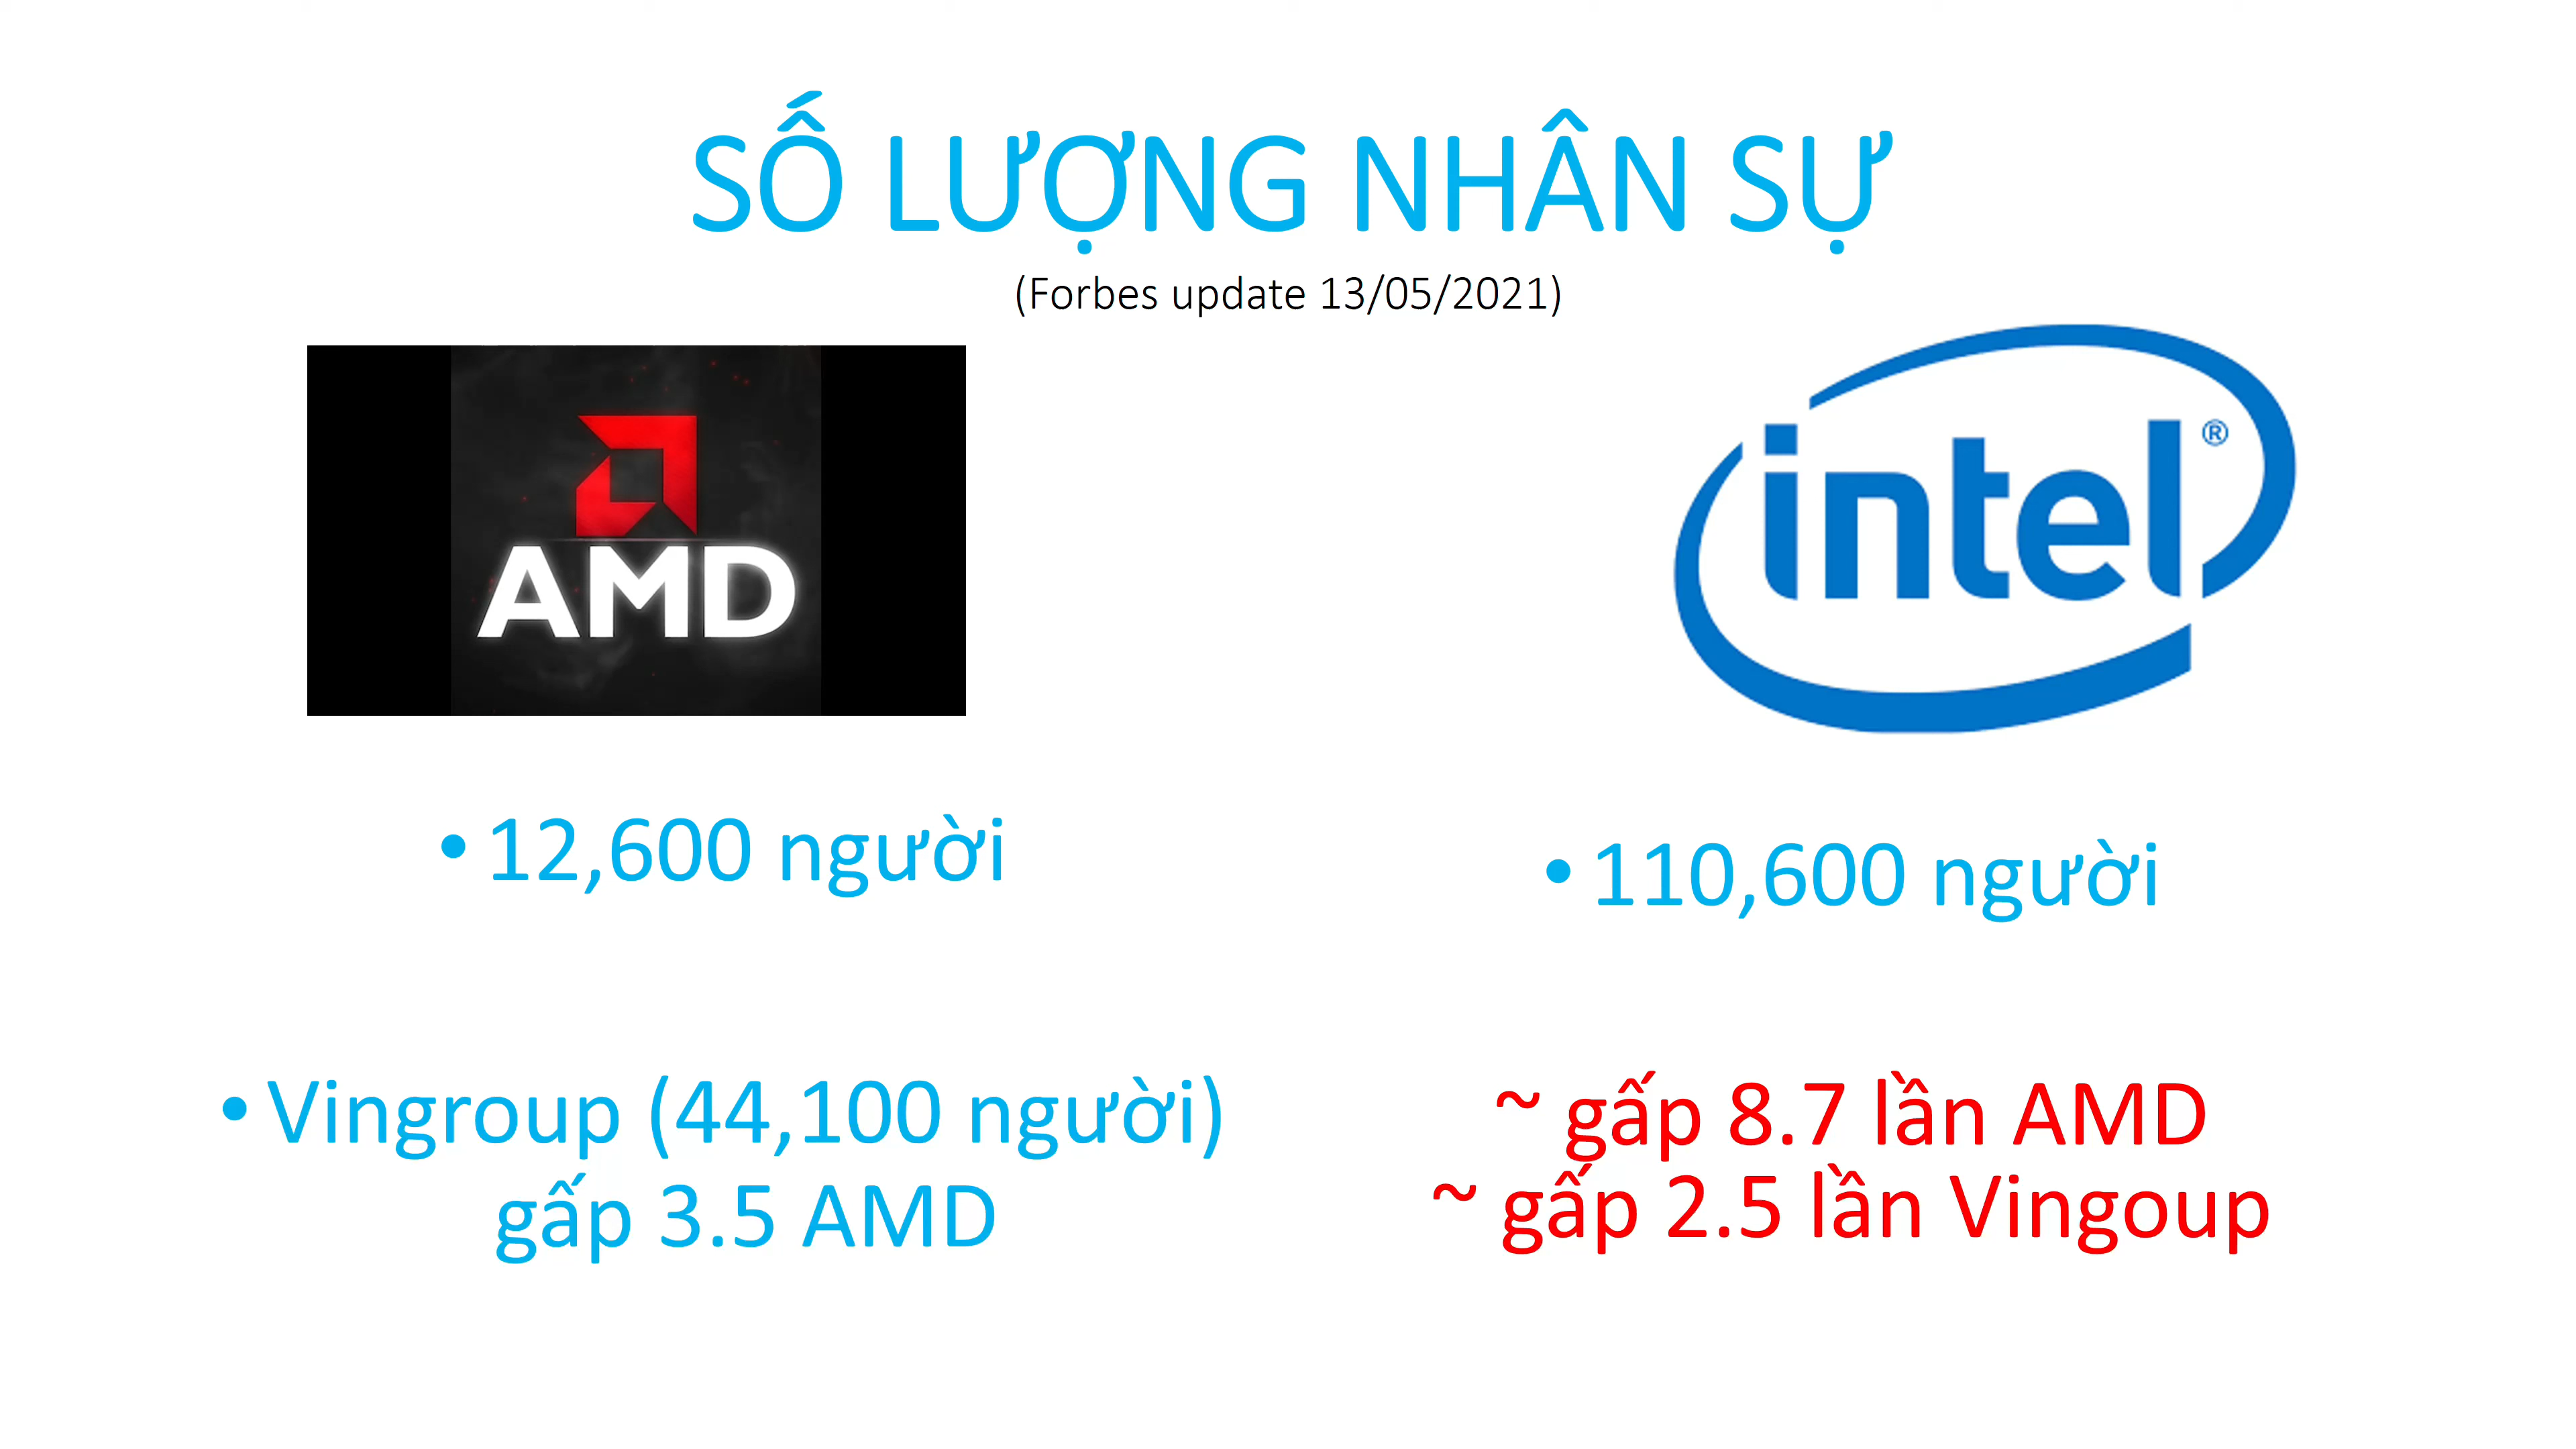 SỐ LƯỢNG NHÂN SỰ
(Forbes update 13/05/2021)
AMD
intel®
• 12,600 người
• 110,600 người
• Vingroup (44,100 người)
gấp 3.5 AMD
~ gấp 8.7 lần AMD
~ gấp 2.5 lần Vingoup